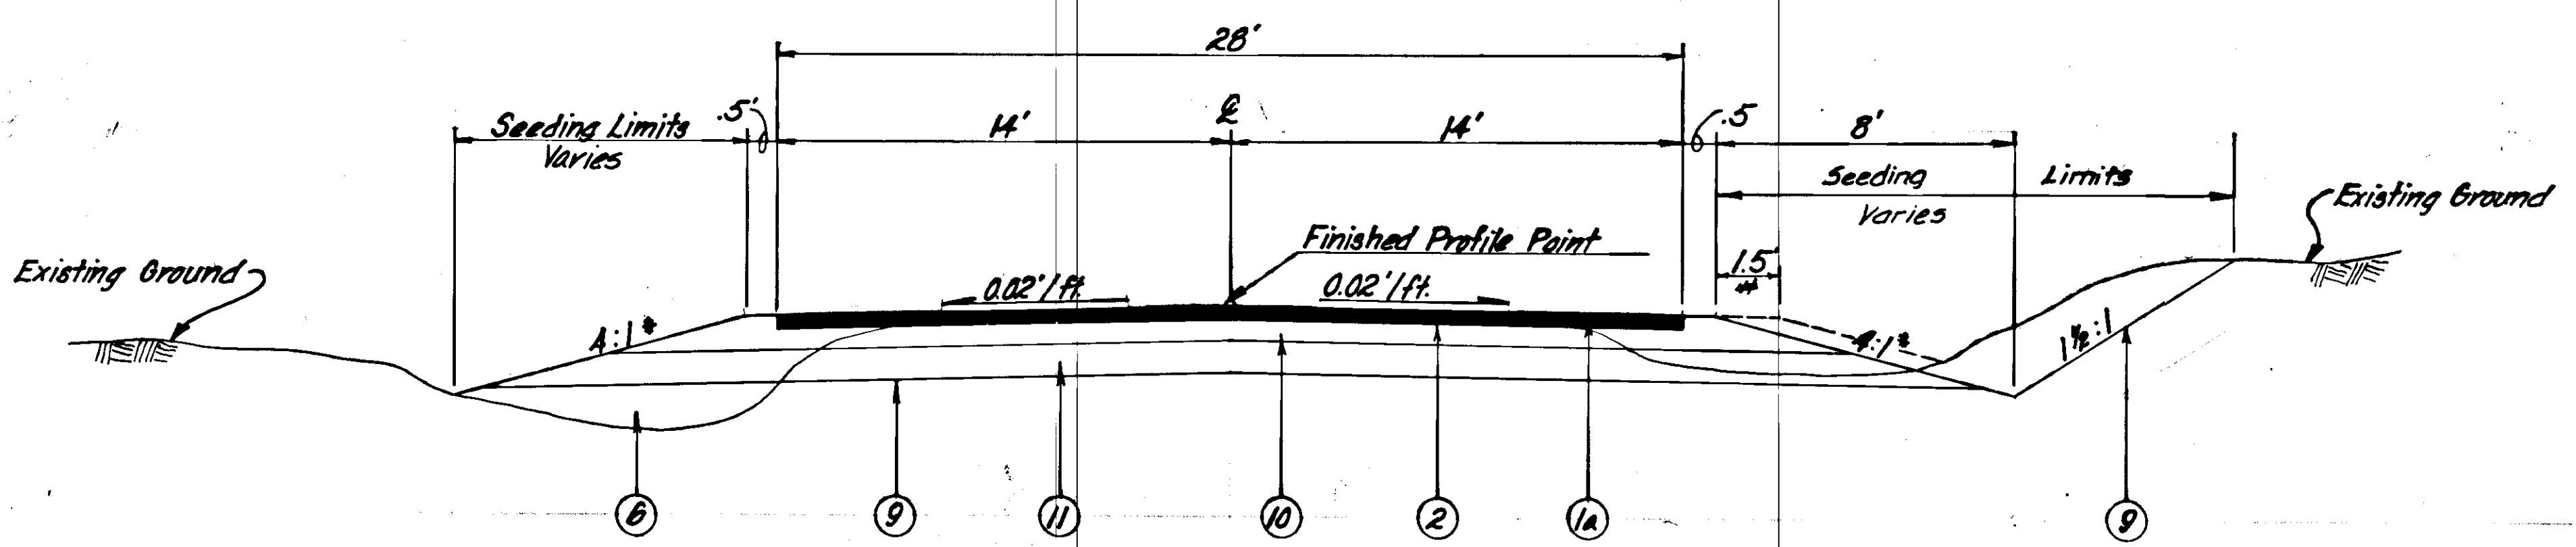 28'
Seeding Limits
Varies
.5'
14'
℄
14'
.5
8'
Seeding Limits
Varies
Existing Ground
Existing Ground
Finished Profile Point
1.5'
*
0.02'/ft.
0.02'/ft.
4:1*
4:1*
1½:1
6
9
11
10
2
1a
9